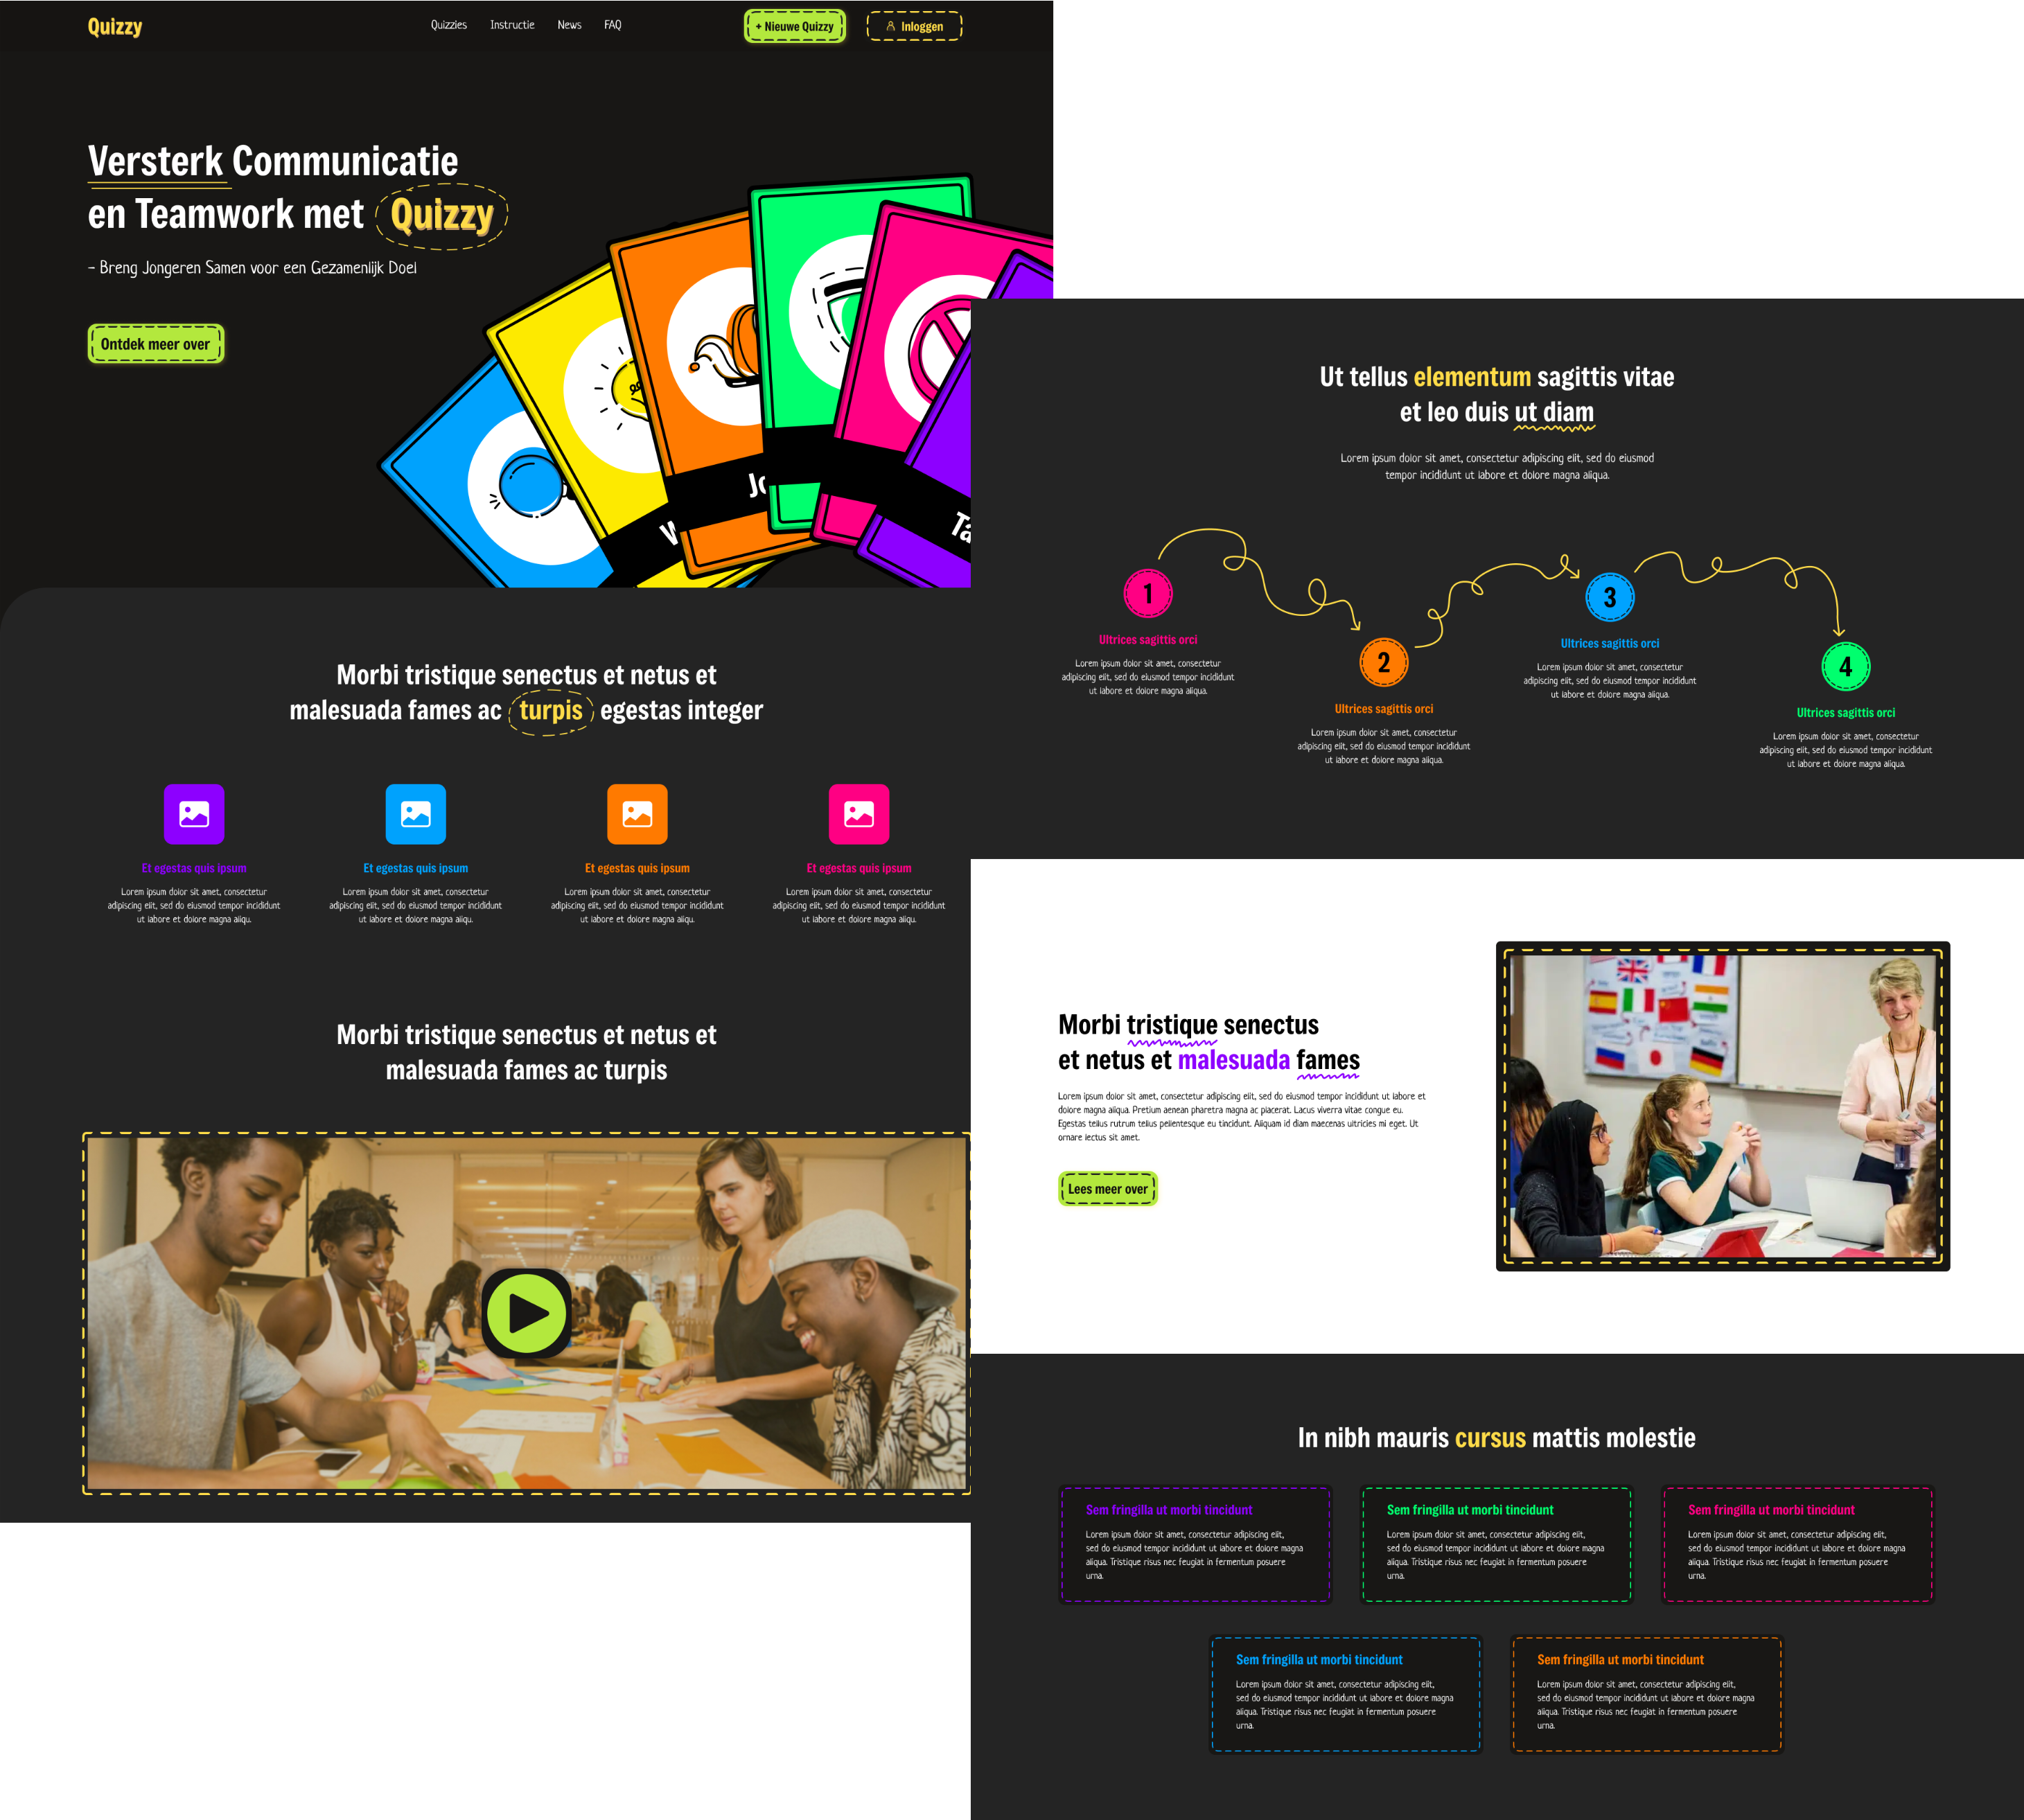 Quizzy
Quizzies
Instructie
News
FAQ
+ Nieuwe Quizzy
Inloggen
Versterk Communicatie
en Teamwork met Quizzy
- Breng Jongeren Samen voor een Gezamenlijk Doel
Ontdek meer over
Morbi tristique senectus et netus et
malesuada fames ac turpis egestas integer
Et egestas quis ipsum
Lorem ipsum dolor sit amet, consectetur
adipiscing elit, sed do eiusmod tempor incididunt
ut labore et dolore magna aliqu.
Et egestas quis ipsum
Lorem ipsum dolor sit amet, consectetur
adipiscing elit, sed do eiusmod tempor incididunt
ut labore et dolore magna aliqu.
Et egestas quis ipsum
Lorem ipsum dolor sit amet, consectetur
adipiscing elit, sed do eiusmod tempor incididunt
ut labore et dolore magna aliqu.
Et egestas quis ipsum
Lorem ipsum dolor sit amet, consectetur
adipiscing elit, sed do eiusmod tempor incididunt
ut labore et dolore magna aliqu.
Morbi tristique senectus et netus et
malesuada fames ac turpis
Ut tellus elementum sagittis vitae
et leo duis ut diam
Lorem ipsum dolor sit amet, consectetur adipiscing elit, sed do eiusmod
tempor incididunt ut labore et dolore magna aliqua.
1
Ultrices sagittis orci
Lorem ipsum dolor sit amet, consectetur
adipiscing elit, sed do eiusmod tempor incididunt
ut labore et dolore magna aliqua.
2
Ultrices sagittis orci
Lorem ipsum dolor sit amet, consectetur
adipiscing elit, sed do eiusmod tempor incididunt
ut labore et dolore magna aliqua.
3
Ultrices sagittis orci
Lorem ipsum dolor sit amet, consectetur
adipiscing elit, sed do eiusmod tempor incididunt
ut labore et dolore magna aliqua.
4
Ultrices sagittis orci
Lorem ipsum dolor sit amet, consectetur
adipiscing elit, sed do eiusmod tempor incididunt
ut labore et dolore magna aliqua.
Morbi tristique senectus
et netus et malesuada fames
Lorem ipsum dolor sit amet, consectetur adipiscing elit, sed do eiusmod tempor incididunt ut labore et
dolore magna aliqua. Pretium aenean pharetra magna ac placerat. Lacus viverra vitae congue eu.
Egestas tellus rutrum tellus pellentesque eu tincidunt. Aliquam id diam maecenas ultricies mi eget. Ut
ornare lectus sit amet.
Lees meer over
In nibh mauris cursus mattis molestie
Sem fringilla ut morbi tincidunt
Lorem ipsum dolor sit amet, consectetur adipiscing elit,
sed do eiusmod tempor incididunt ut labore et dolore magna
aliqua. Tristique risus nec feugiat in fermentum posuere
urna.
Sem fringilla ut morbi tincidunt
Lorem ipsum dolor sit amet, consectetur adipiscing elit,
sed do eiusmod tempor incididunt ut labore et dolore magna
aliqua. Tristique risus nec feugiat in fermentum posuere
urna.
Sem fringilla ut morbi tincidunt
Lorem ipsum dolor sit amet, consectetur adipiscing elit,
sed do eiusmod tempor incididunt ut labore et dolore magna
aliqua. Tristique risus nec feugiat in fermentum posuere
urna.
Sem fringilla ut morbi tincidunt
Lorem ipsum dolor sit amet, consectetur adipiscing elit,
sed do eiusmod tempor incididunt ut labore et dolore magna
aliqua. Tristique risus nec feugiat in fermentum posuere
urna.
Sem fringilla ut morbi tincidunt
Lorem ipsum dolor sit amet, consectetur adipiscing elit,
sed do eiusmod tempor incididunt ut labore et dolore magna
aliqua. Tristique risus nec feugiat in fermentum posuere
urna.